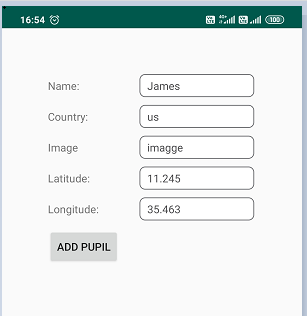 16:54
Name: James
Country: us
Image imagge
Latitude: 11.245
Longitude: 35.463
ADD PUPIL